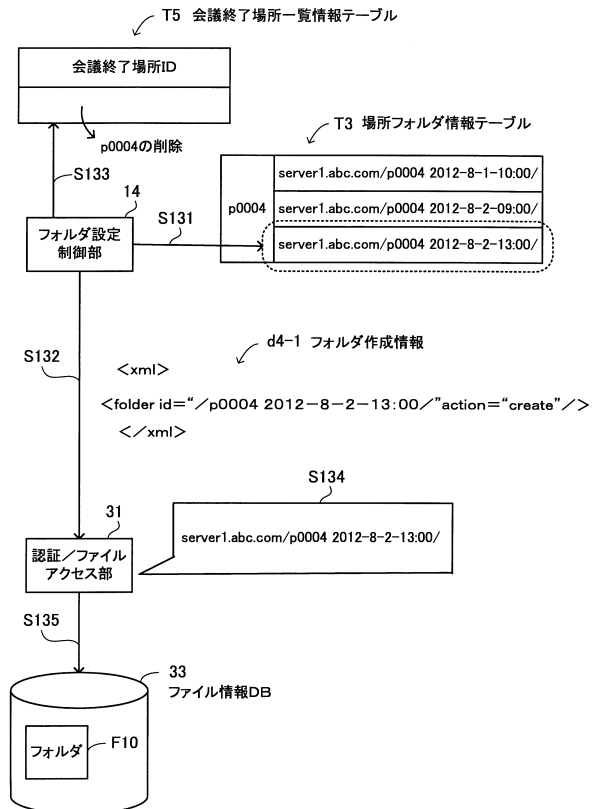 T5 会議終了場所一覧情報テーブル
会議終了場所ID
p0004の削除
T3 場所フォルダ情報テーブル
S133
14
フォルダ設定
制御部
S131
p0004
server1.abc.com/p0004 2012-8-1-10:00/
server1.abc.com/p0004 2012-8-2-09:00/
server1.abc.com/p0004 2012-8-2-13:00/
S132
d4-1 フォルダ作成情報
<xml>
<folder id="/p0004 2012-8-2-13:00/"action="create"/>
</xml>
S134
server1.abc.com/p0004 2012-8-2-13:00/
31
認証/ファイル
アクセス部
S135
33
ファイル情報DB
フォルダ
F10